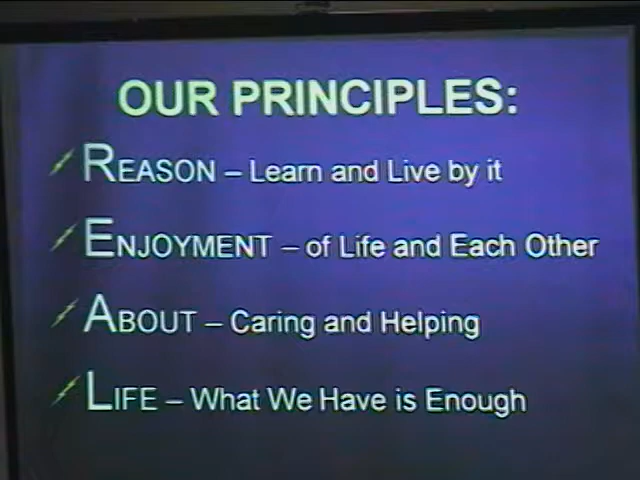 OUR PRINCIPLES:
REASON – Learn and Live by it
ENJOYMENT – of Life and Each Other
ABOUT – Caring and Helping
LIFE – What We Have is Enough